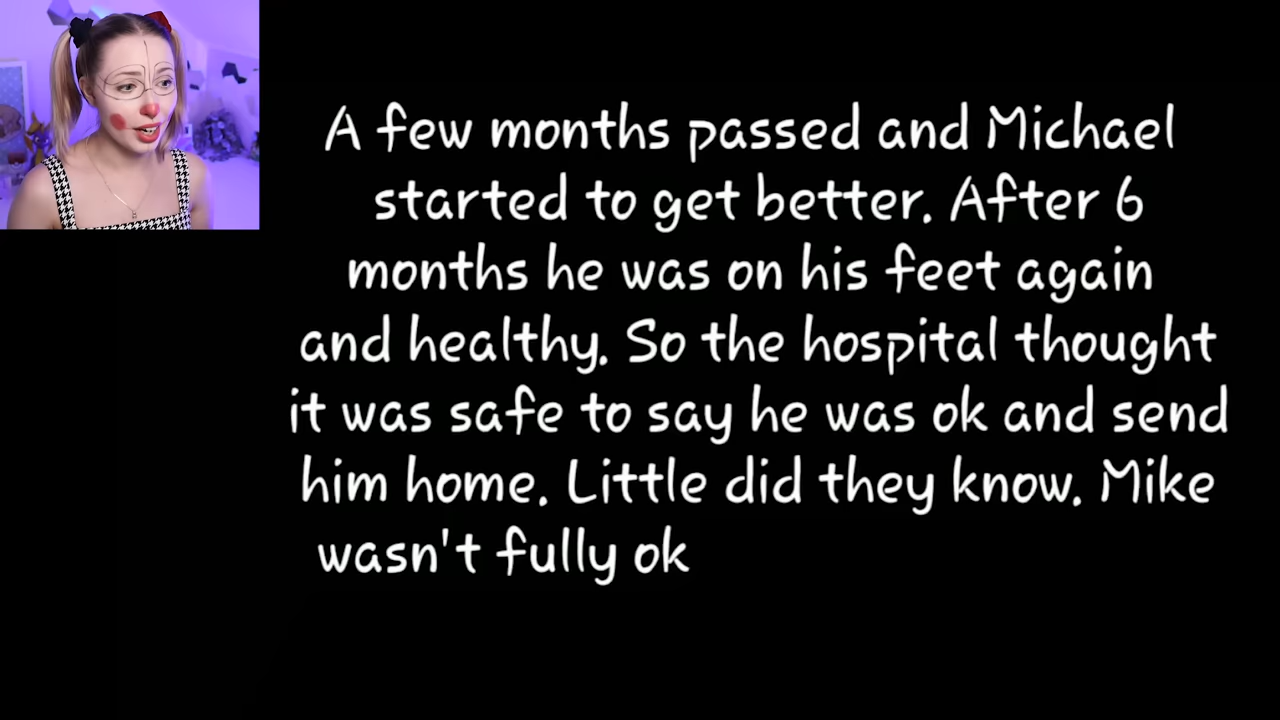 A few months passed and Michael
started to get better. After 6
months he was on his feet again
and healthy. So the hospital thought
it was safe to say he was ok and send
him home. Little did they know. Mike
wasn't fully ok